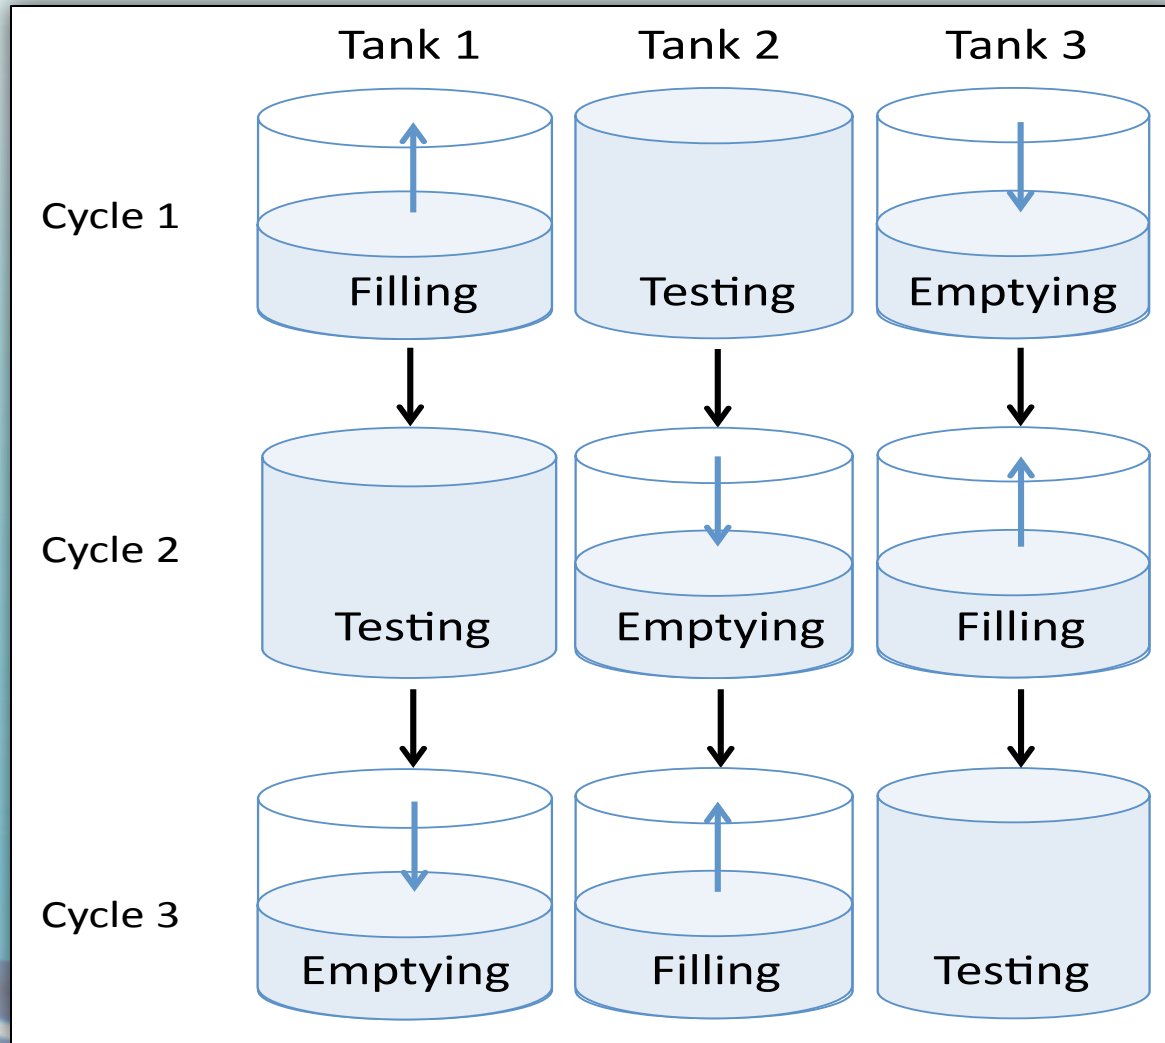 Tank 1 Tank 2 Tank 3
Cycle 1
Filling Testing Emptying
Cycle 2
Testing Emptying Filling
Cycle 3
Emptying Filling Testing